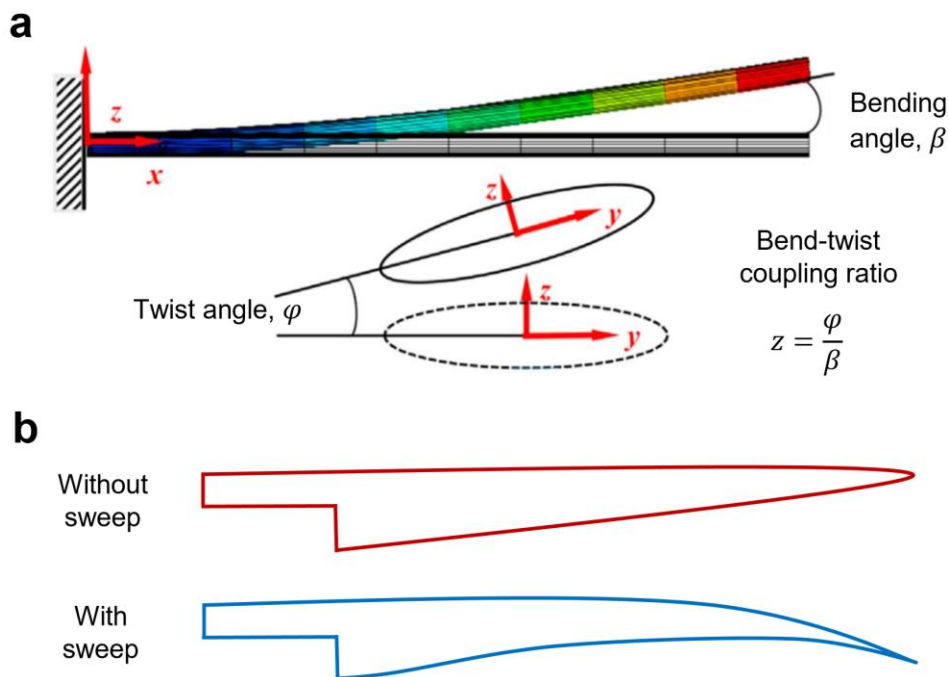 a
z
x
Bending
angle, β
z
y
Bend-twist
coupling ratio
Twist angle, φ
z
y
z = φ/β
b
Without
sweep
With
sweep